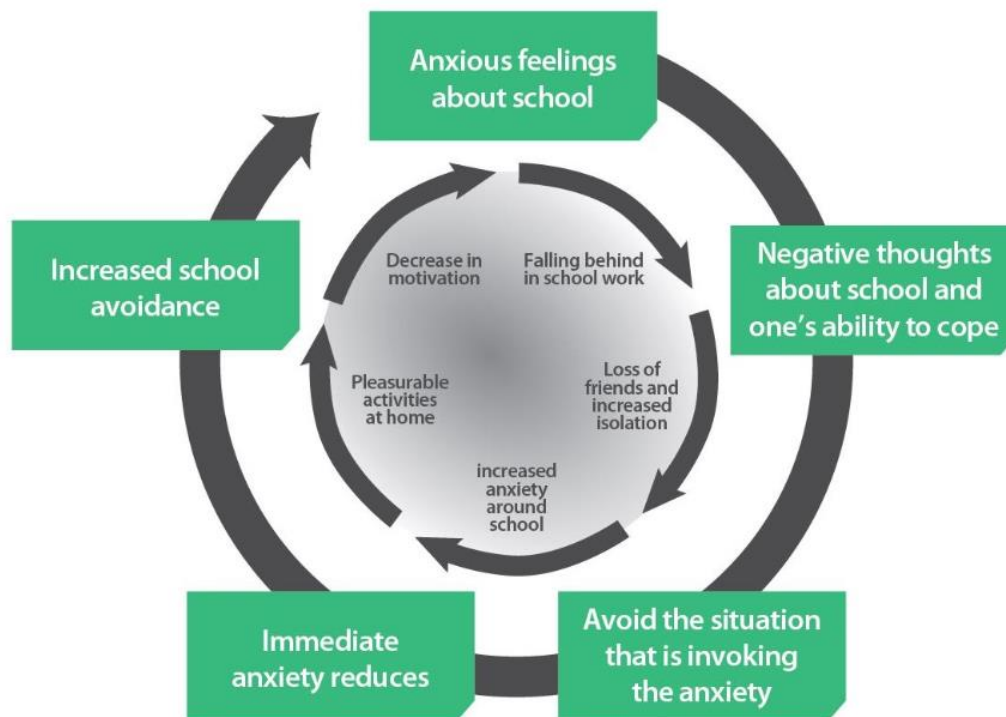 Anxious feelings
about school
Negative thoughts
about school and
one's ability to cope
Avoid the situation
that is invoking
the anxiety
Immediate
anxiety reduces
Increased school
avoidance
Falling behind
in school work
Loss of
friends and
increased
isolation
increased
anxiety
around
school
Pleasurable
activities
at home
Decrease in
motivation